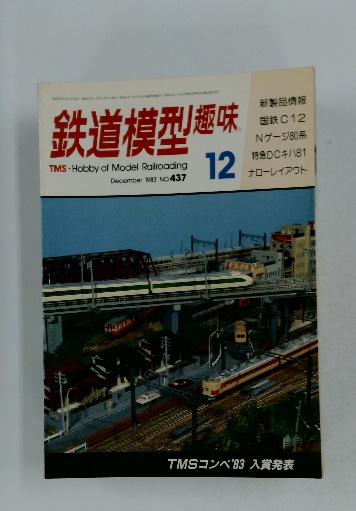 鉄道模型趣味
TMS・Hobby of Model Railroading
December 1983 NO.437
12
新製品情報
国鉄C12
Nゲージ80系
特急DCキハ81
ナローレイアウト
TMSコンペ'83 入賞発表